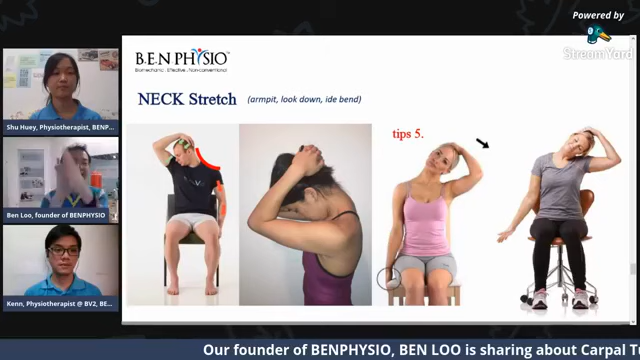 Powered by
StreamYard
B.E.N PHYSIO™
Biomechanic . Effective . Non-conventional
NECK Stretch (armpit, look down, ide bend)
tips 5.
Shu Huey, Physiotherapist, BENP...
Ben Loo, founder of BENPHYSIO
Kenn, Physiotherapist @ BV2, BE...
Our founder of BENPHYSIO, BEN LOO is sharing about Carpal Tu